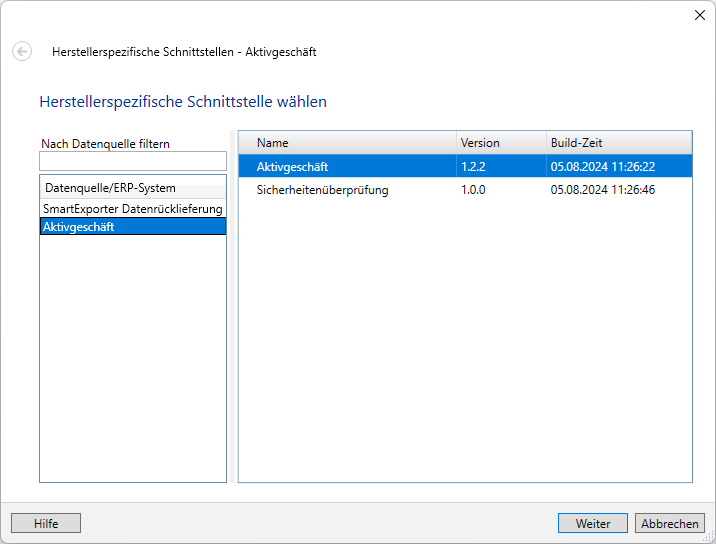 Herstellerspezifische Schnittstellen - Aktivgeschäft
Herstellerspezifische Schnittstelle wählen
Nach Datenquelle filtern
Datenquelle/ERP-System
SmartExporter Datenrücklieferung
Aktivgeschäft
Name Version Build-Zeit
Aktivgeschäft 1.2.2 05.08.2024 11:26:22
Sicherheitenüberprüfung 1.0.0 05.08.2024 11:26:46
Hilfe Weiter Abbrechen